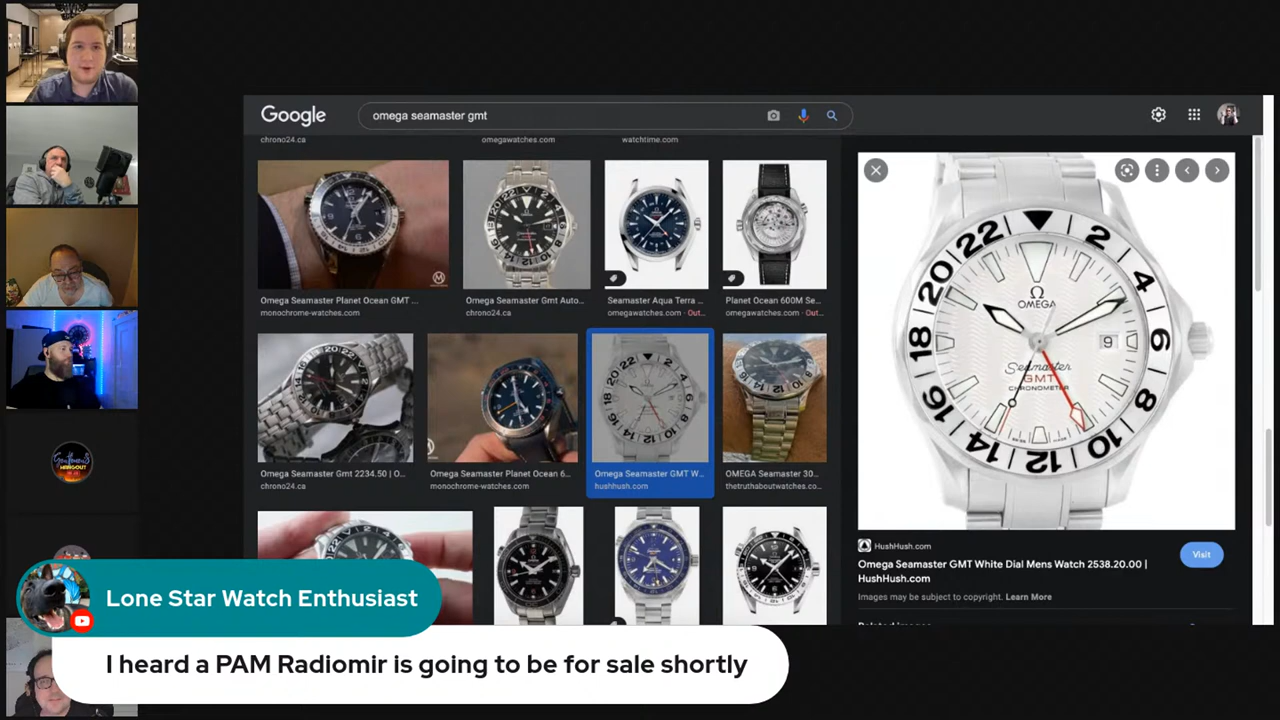 Google
omega seamaster gmt
chrono24.ca
omegawatches.com
watchtime.com
Omega Seamaster Planet Ocean GMT ...
monochrome-watches.com
Omega Seamaster Gmt Auto...
chrono24.ca
Seamaster Aqua Terra ...
omegawatches.com · Out...
Planet Ocean 600M Se...
omegawatches.com · Out...
Omega Seamaster Gmt 2234.50 | O...
chrono24.ca
Omega Seamaster Planet Ocean 6...
monochrome-watches.com
Omega Seamaster GMT W...
hushhush.com
OMEGA Seamaster 30...
thetruthaboutwatches.co...
2
4
6
8
10
12
14
16
18
20
22
Ω
OMEGA
9
Seamaster
GMT
CHRONOMETER
HushHush.com
Visit
Omega Seamaster GMT White Dial Mens Watch 2538.20.00 |
HushHush.com
Images may be subject to copyright. Learn More
Gentlemen's
HANGOUT
Lone Star Watch Enthusiast
I heard a PAM Radiomir is going to be for sale shortly